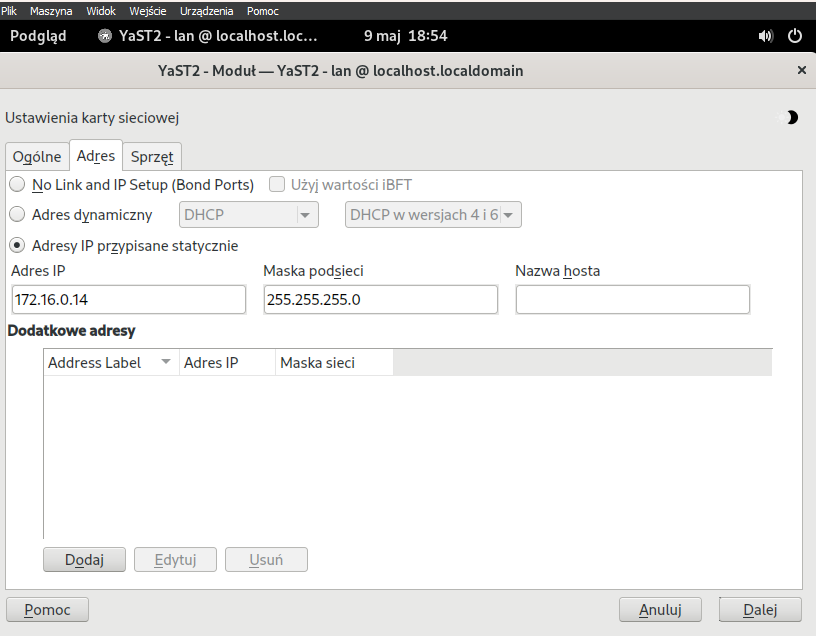 Plik Maszyna Widok Wejście Urządzenia Pomoc
Podgląd YaST2 - lan @ localhost.loc... 9 maj 18:54
YaST2 - Moduł — YaST2 - lan @ localhost.localdomain ×
Ustawienia karty sieciowej
Ogólne Adres Sprzęt
No Link and IP Setup (Bond Ports) Użyj wartości iBFT
Adres dynamiczny DHCP DHCP w wersjach 4 i 6
Adresy IP przypisane statycznie
Adres IP Maska podsieci Nazwa hosta
172.16.0.14 255.255.255.0
Dodatkowe adresy
Address Label Adres IP Maska sieci
Dodaj Edytuj Usuń
Pomoc Anuluj Dalej